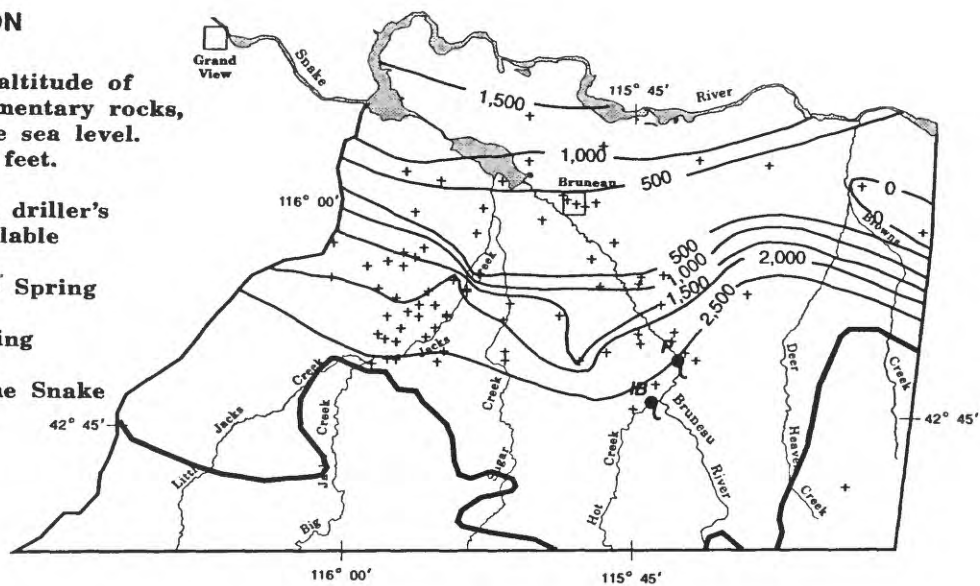 ON
altitude of
mentary rocks,
e sea level.
feet.
driller's
lable
Spring
ing
ne Snake
Grand
View
Snake
River
115° 45'
1,500
1,000
500
Bruneau
116° 00'
0
0
Browns
500
1,000
1,500
2,000
2,500
Creek
Jacks
P
IB
Creek
Jacks
Little
Creek
Ja
Big
Creek
Sugar
Creek
Hot
Bruneau
River
Deer
Heaven
Creek
Creek
42° 45'
42° 45'
116° 00'
115° 45'